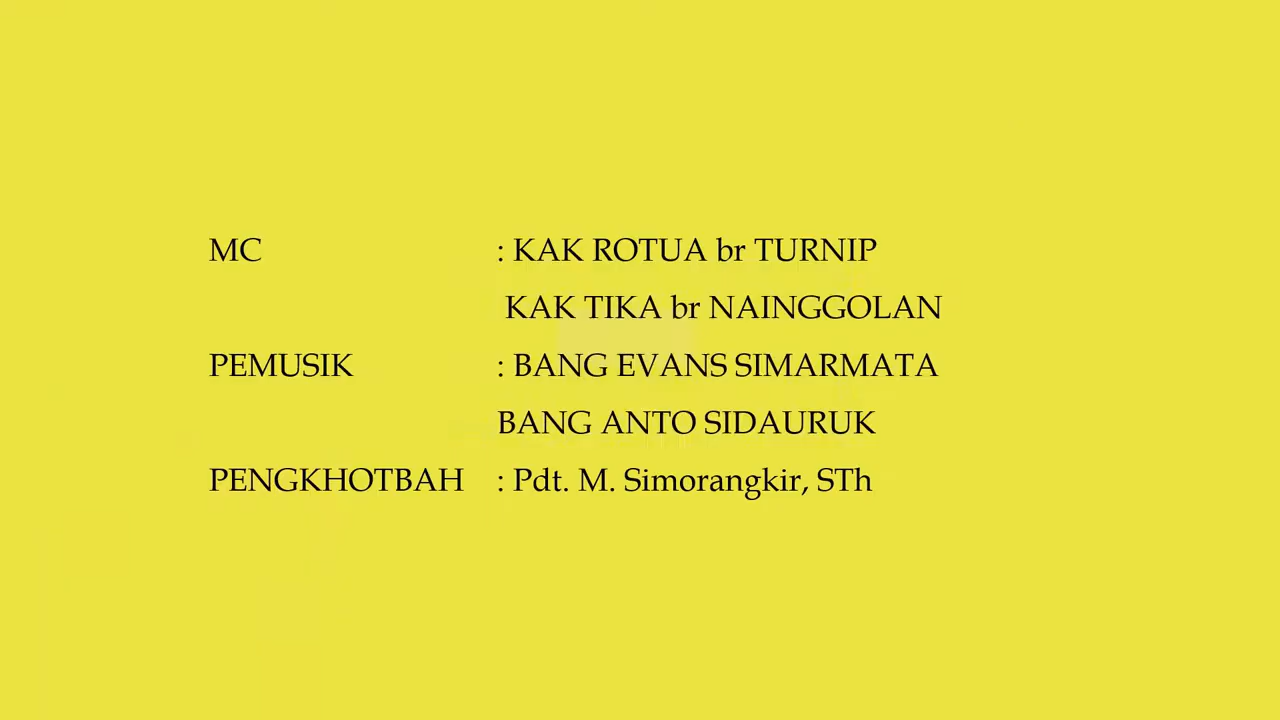 MC : KAK ROTUA br TURNIP
KAK TIKA br NAINGGOLAN
PEMUSIK : BANG EVANS SIMARMATA
BANG ANTO SIDAURUK
PENGKHOTBAH : Pdt. M. Simorangkir, STh